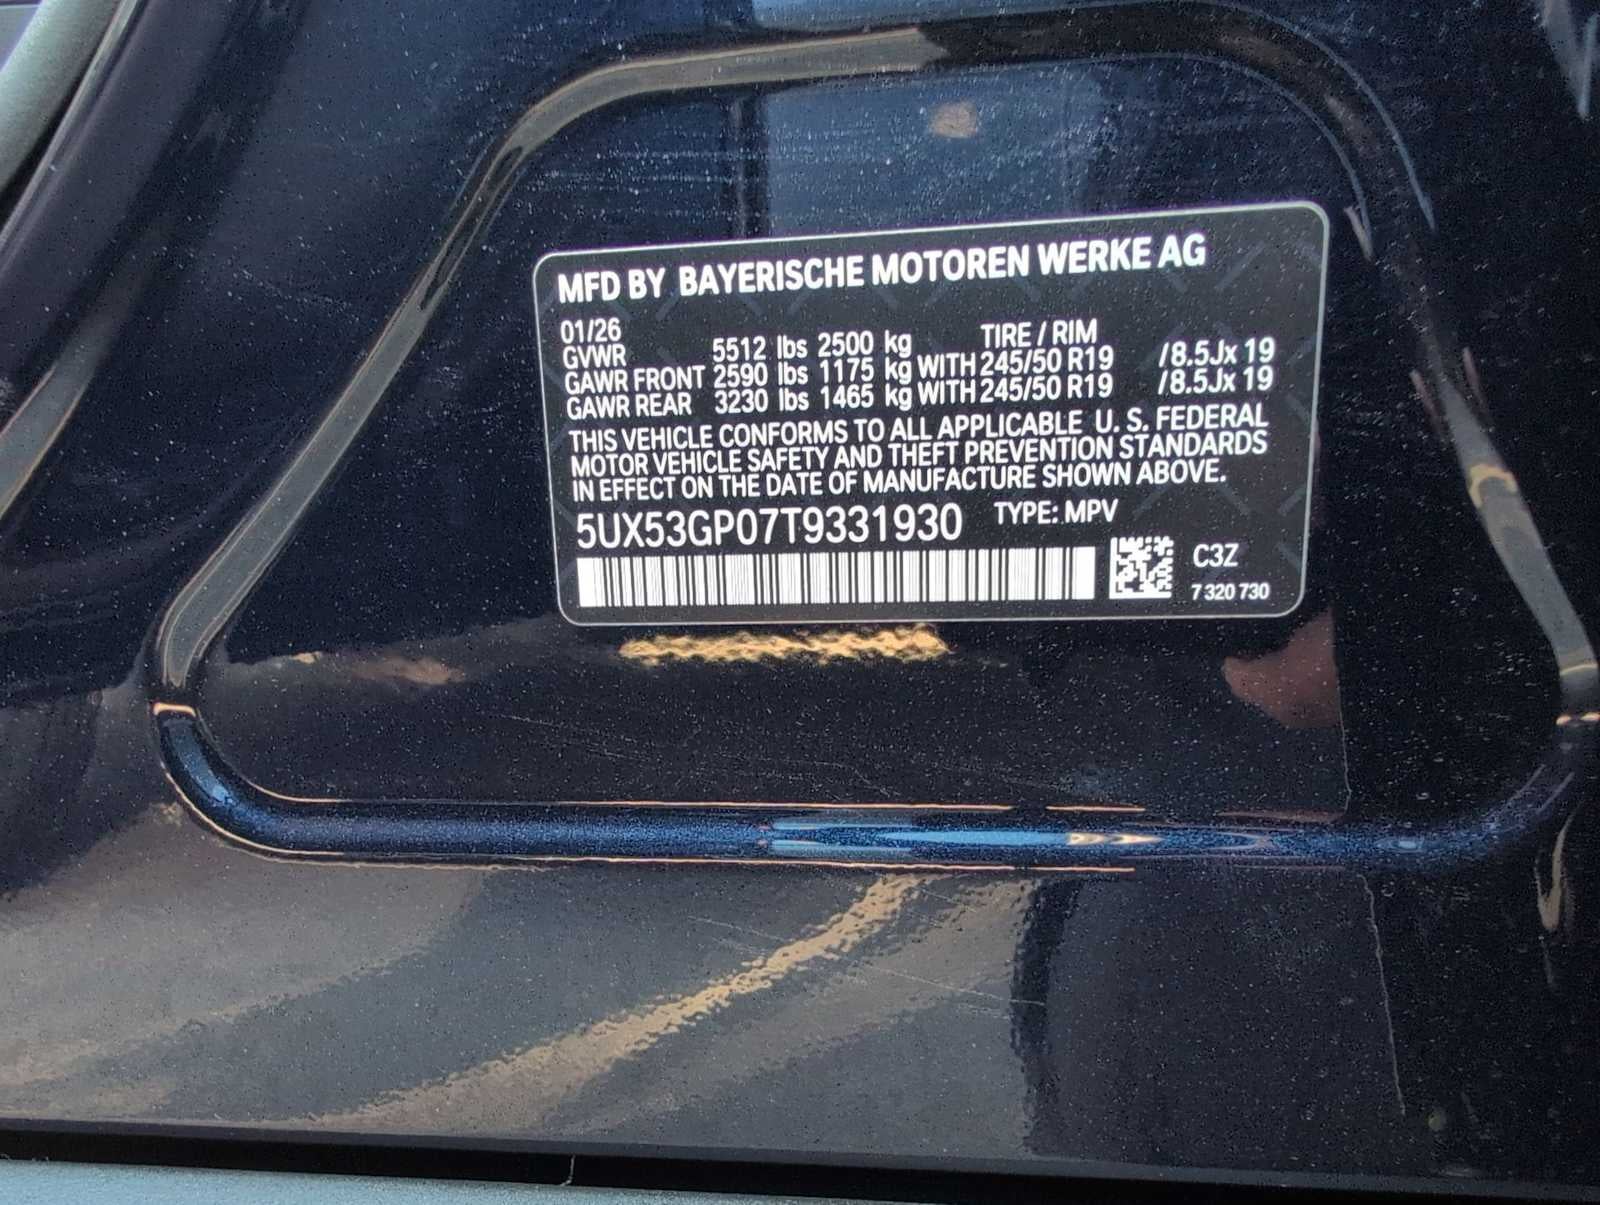 MFD BY BAYERISCHE MOTOREN WERKE AG
01/26 TIRE / RIM
GVWR 5512 lbs 2500 kg
GAWR FRONT 2590 lbs 1175 kg WITH 245/50 R19 /8.5Jx 19
GAWR REAR 3230 lbs 1465 kg WITH 245/50 R19 /8.5Jx 19
THIS VEHICLE CONFORMS TO ALL APPLICABLE U. S. FEDERAL
MOTOR VEHICLE SAFETY AND THEFT PREVENTION STANDARDS
IN EFFECT ON THE DATE OF MANUFACTURE SHOWN ABOVE.
5UX53GP07T9331930 TYPE: MPV
C3Z
7 320 730